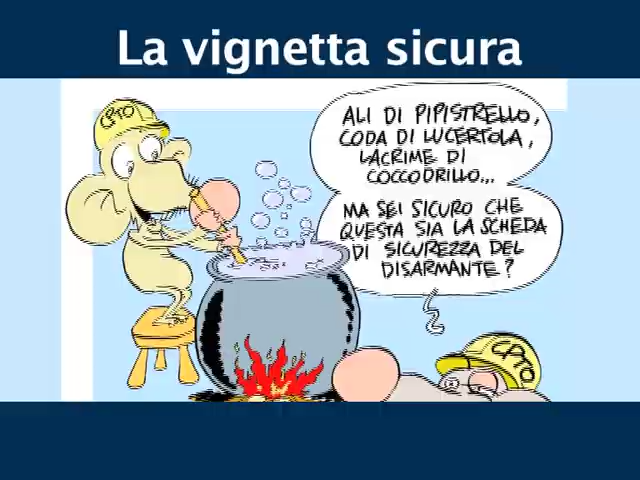 La vignetta sicura
CPTO
ALI DI PIPISTRELLO,
CODA DI LUCERTOLA,
LACRIME DI
COCCODRILLO...
MA SEI SICURO CHE
QUESTA SIA LA SCHEDA
DI SICUREZZA DEL
DISARMANTE?
CPTO